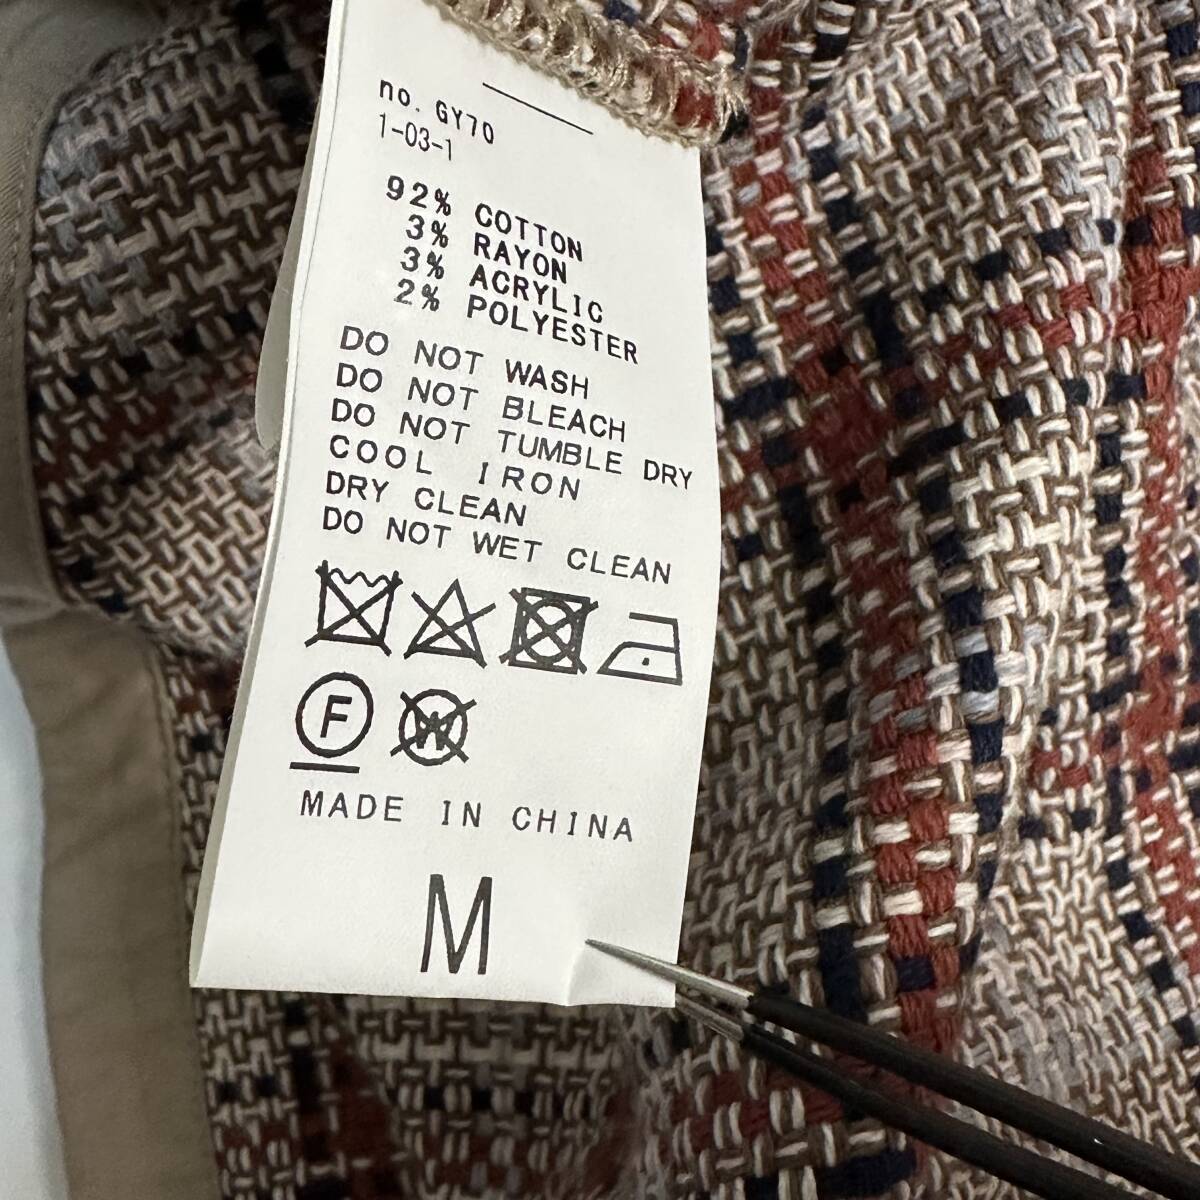 no. GY70
1-03-1
92% COTTON
3% RAYON
3% ACRYLIC
2% POLYESTER
DO NOT WASH
DO NOT BLEACH
DO NOT TUMBLE DRY
COOL IRON
DRY CLEAN
DO NOT WET CLEAN
F W
MADE IN CHINA
M